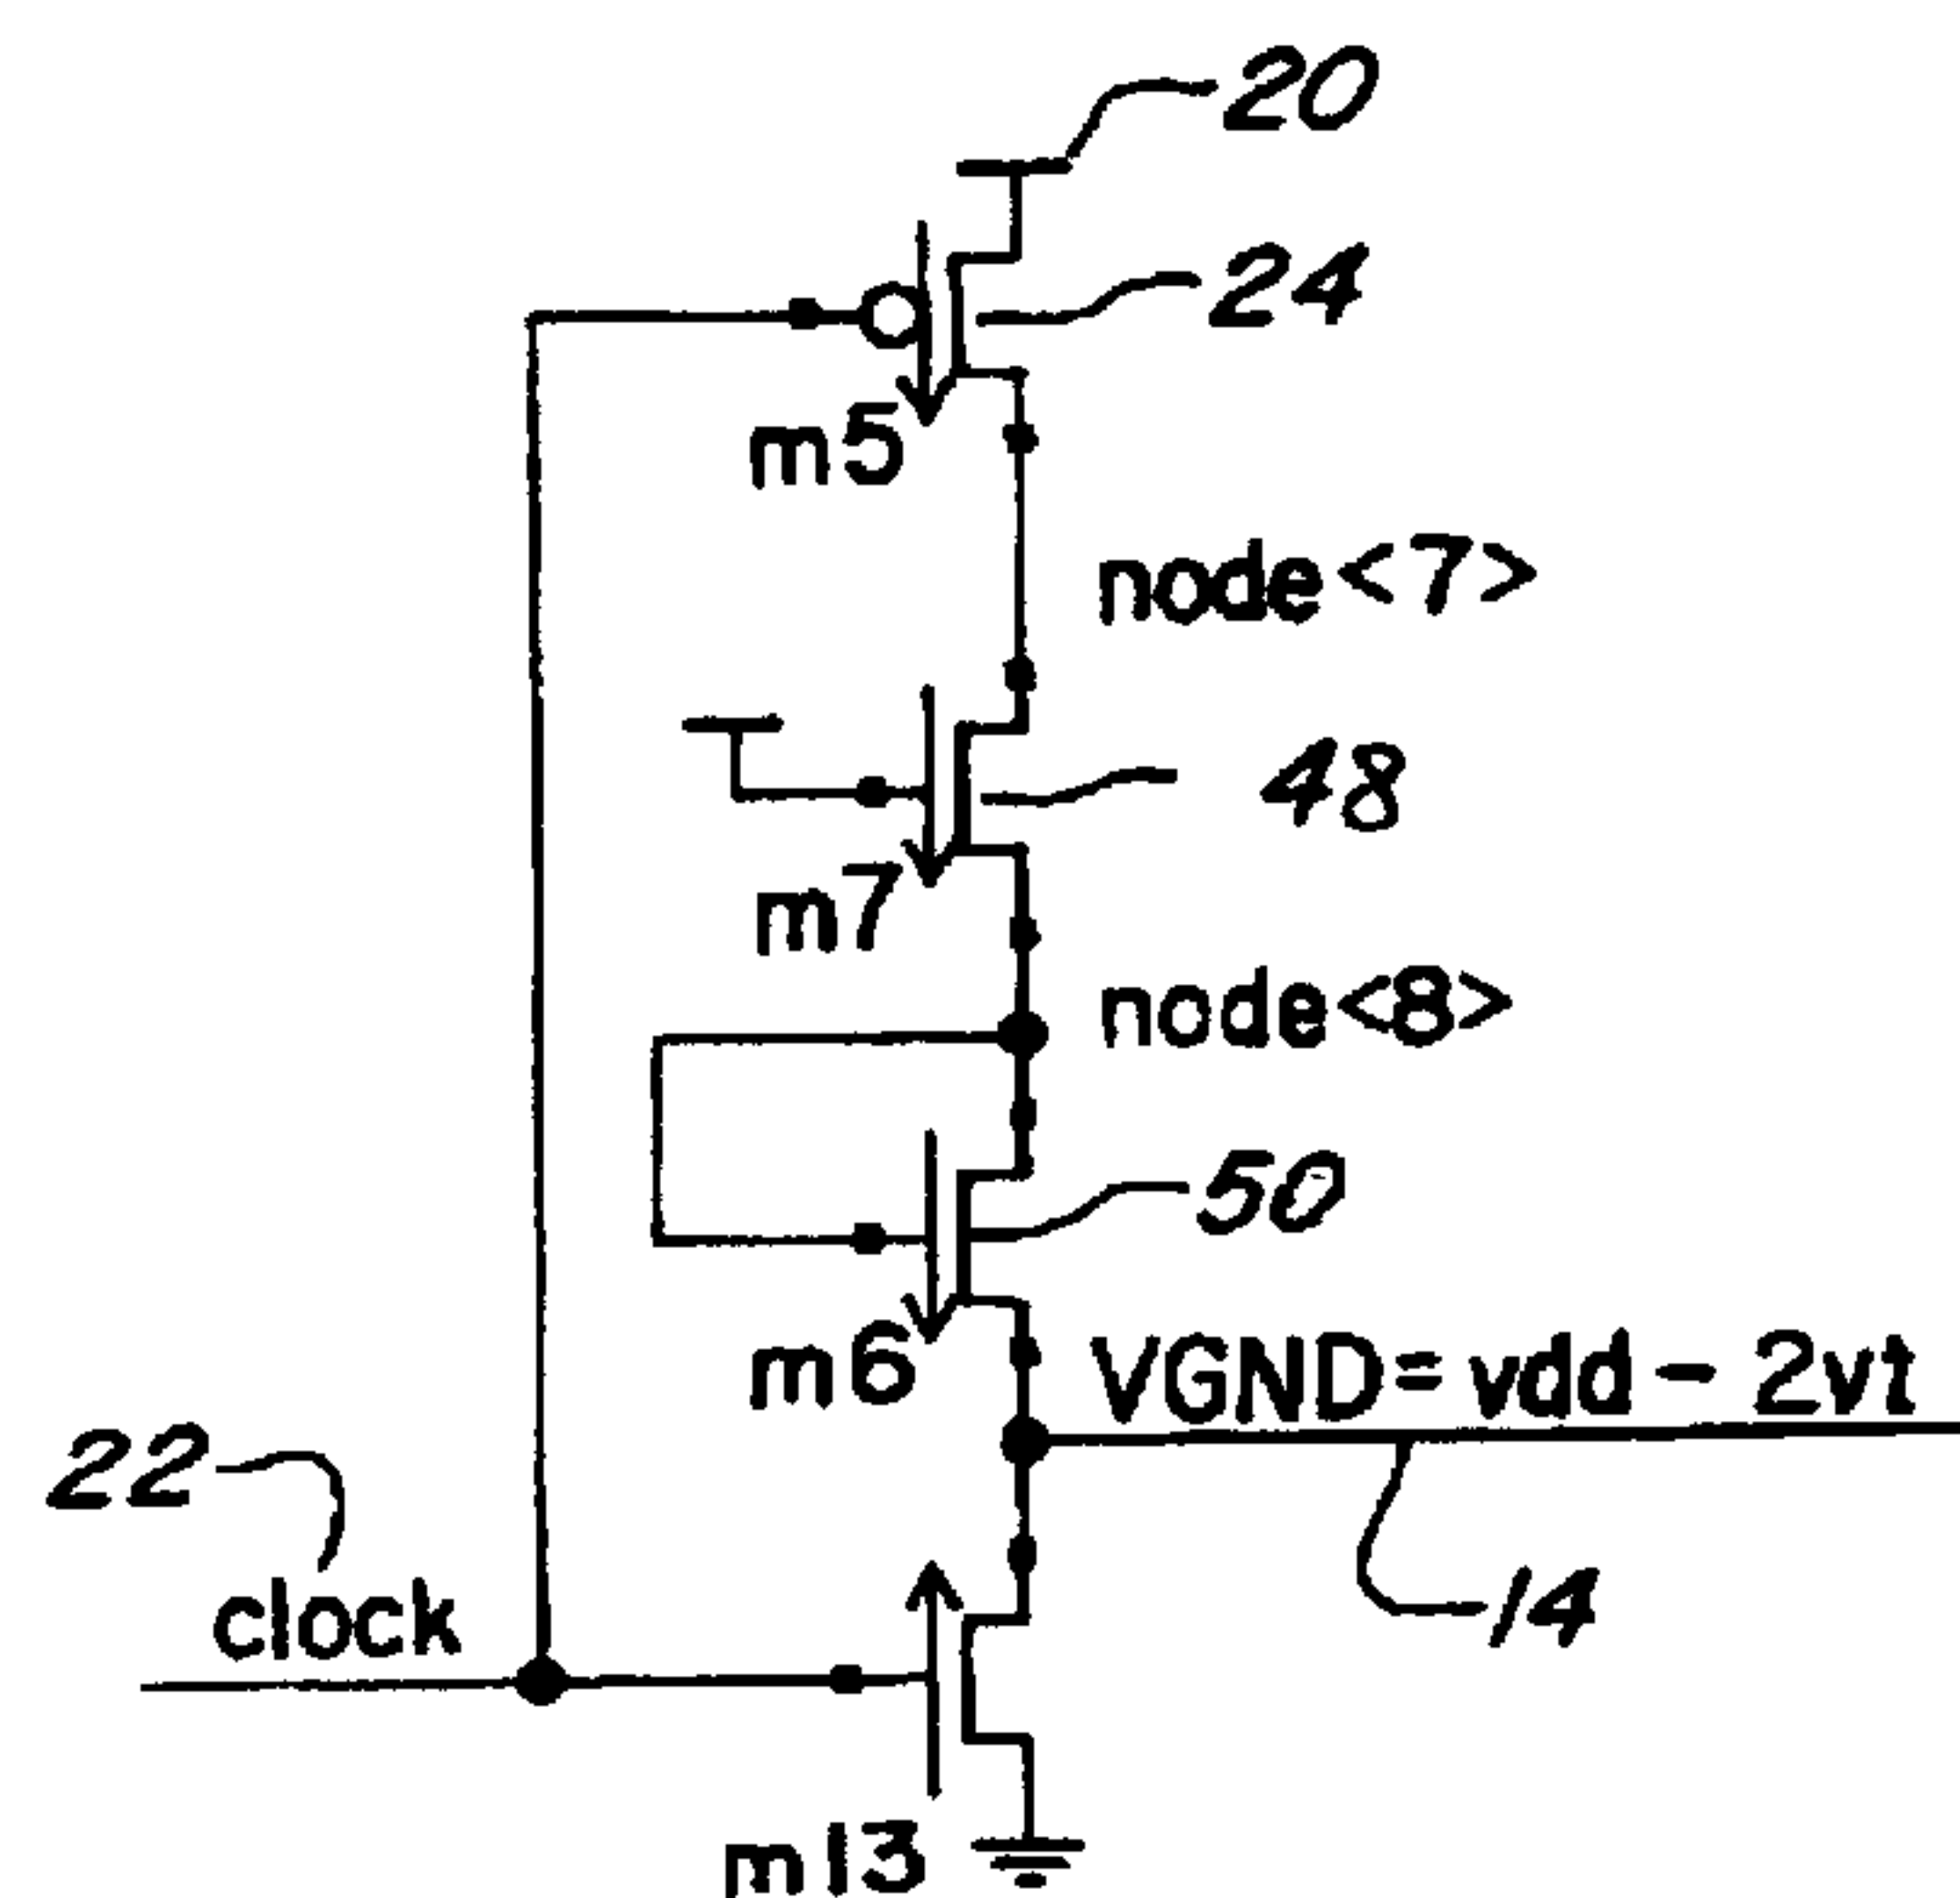 20
24
m5
node<7>
48
m7
node<8>
50
m6
VGND= vdd - 2vt
22
clock
14
m13